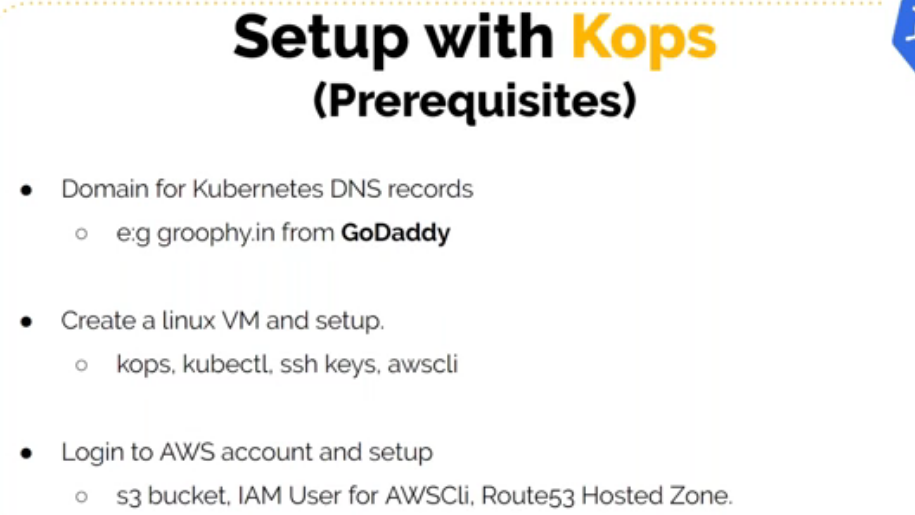 Setup with Kops
(Prerequisites)
● Domain for Kubernetes DNS records
○ e:g groophy.in from GoDaddy
● Create a linux VM and setup.
○ kops, kubectl, ssh keys, awscli
● Login to AWS account and setup
○ s3 bucket, IAM User for AWSCli, Route53 Hosted Zone.